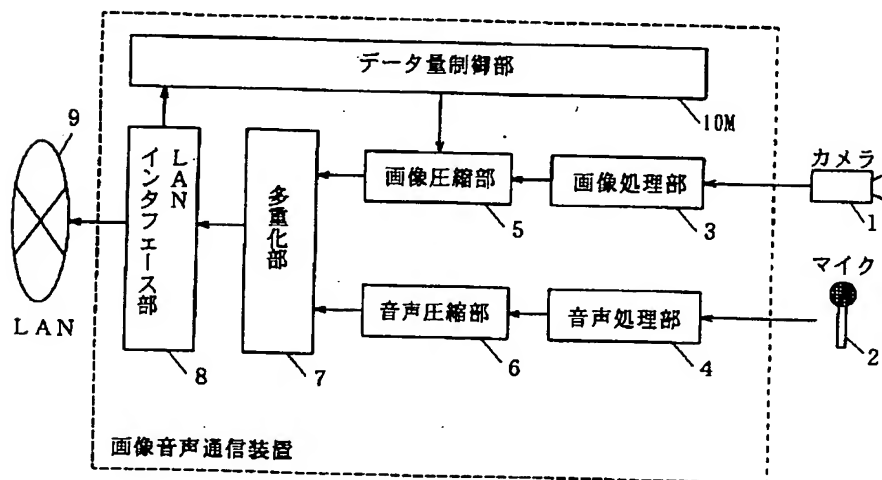 データ量制御部
10M
9
LAN
LAN
インタフェース部
8
多重化部
7
画像圧縮部
5
画像処理部
3
カメラ
1
音声圧縮部
6
音声処理部
4
マイク
2
画像音声通信装置